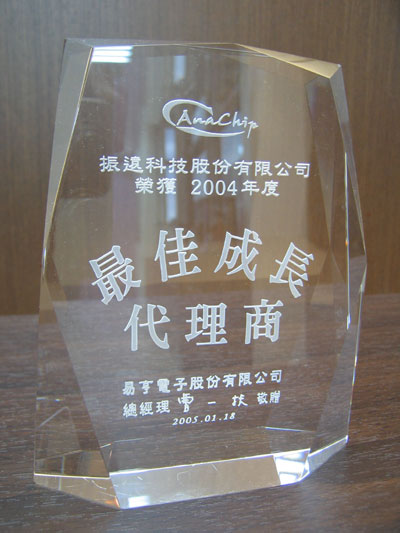 AnaChip
振遠科技股份有限公司
榮獲 2004年度
最佳成長
代理商
易亨電子股份有限公司
總經理 曾一扶 敬贈
2005.01.18